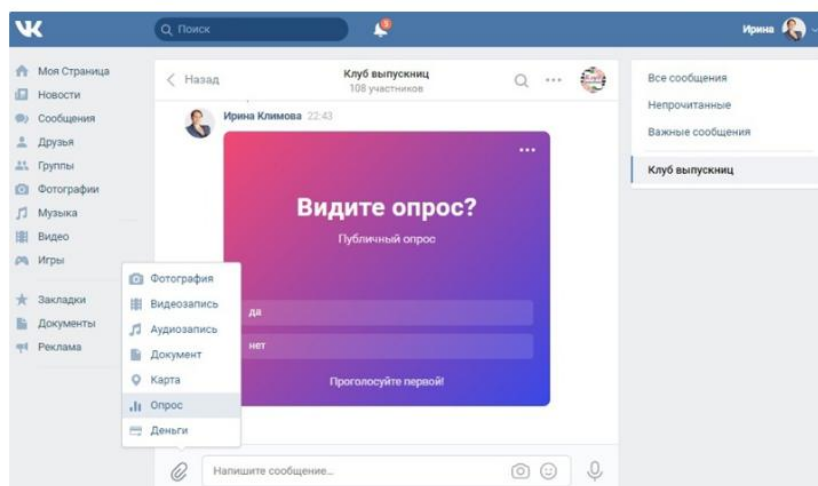 Поиск
5
Ирина
Моя Страница
Новости
Сообщения
Друзья
Группы
Фотографии
Музыка
Видео
Игры
Закладки
Документы
Реклама
Назад
Клуб выпускниц
108 участников
Ирина Климова 22:43
Видите опрос?
Публичный опрос
да
нет
Проголосуйте первой!
Фотография
Видеозапись
Аудиозапись
Документ
Карта
Опрос
Деньги
Напишите сообщение...
Все сообщения
Непрочитанные
Важные сообщения
Клуб выпускниц